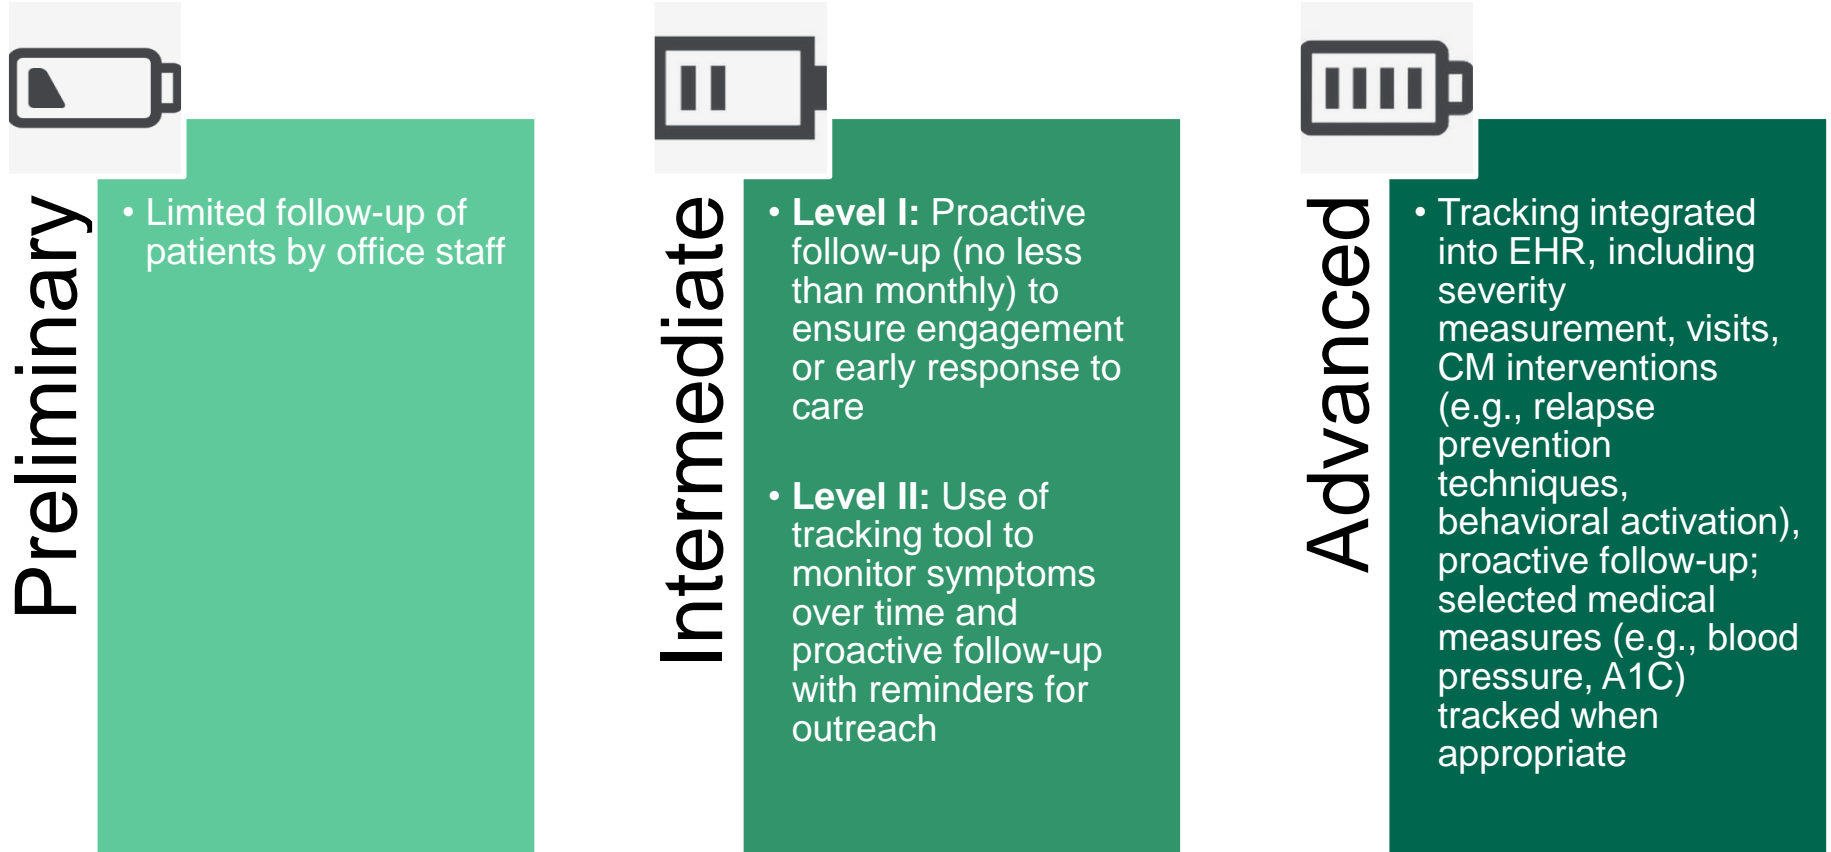 Preliminary
• Limited follow-up of
patients by office staff
Intermediate
• Level I: Proactive
follow-up (no less
than monthly) to
ensure engagement
or early response to
care
• Level II: Use of
tracking tool to
monitor symptoms
over time and
proactive follow-up
with reminders for
outreach
Advanced
• Tracking integrated
into EHR, including
severity
measurement, visits,
CM interventions
(e.g., relapse
prevention
techniques,
behavioral activation),
proactive follow-up;
selected medical
measures (e.g., blood
pressure, A1C)
tracked when
appropriate